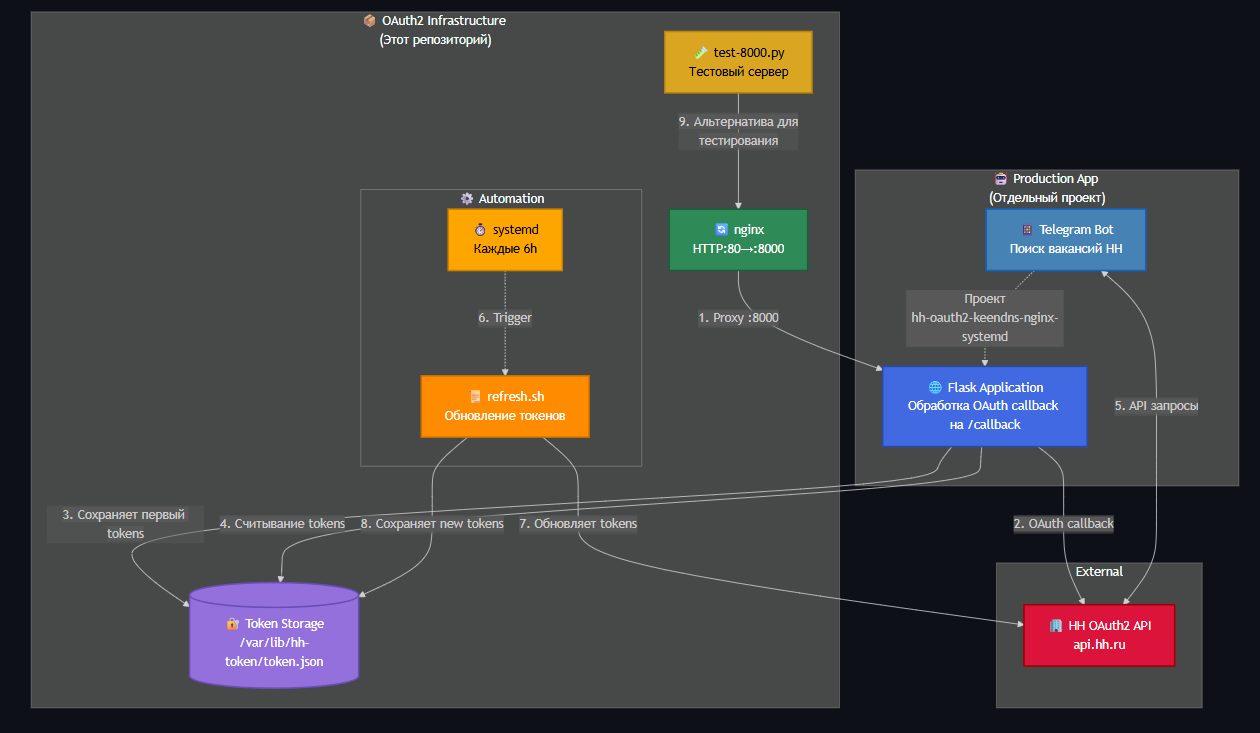 OAuth2 Infrastructure
(Этот репозиторий)
test-8000.py
Тестовый сервер
9. Альтернатива для
тестирования
Automation
systemd
Каждые 6h
nginx
HTTP:80→:8000
Production App
(Отдельный проект)
Telegram Bot
Поиск вакансий HH
6. Trigger
1. Proxy :8000
Проект
hh-oauth2-keendns-nginx-
systemd
refresh.sh
Обновление токенов
Flask Application
Обработка OAuth callback
на /callback
5. API запросы
3. Сохраняет первый
tokens
4. Считывание tokens
8. Сохраняет new tokens
7. Обновляет tokens
2. OAuth callback
External
Token Storage
/var/lib/hh-
token/token.json
HH OAuth2 API
api.hh.ru